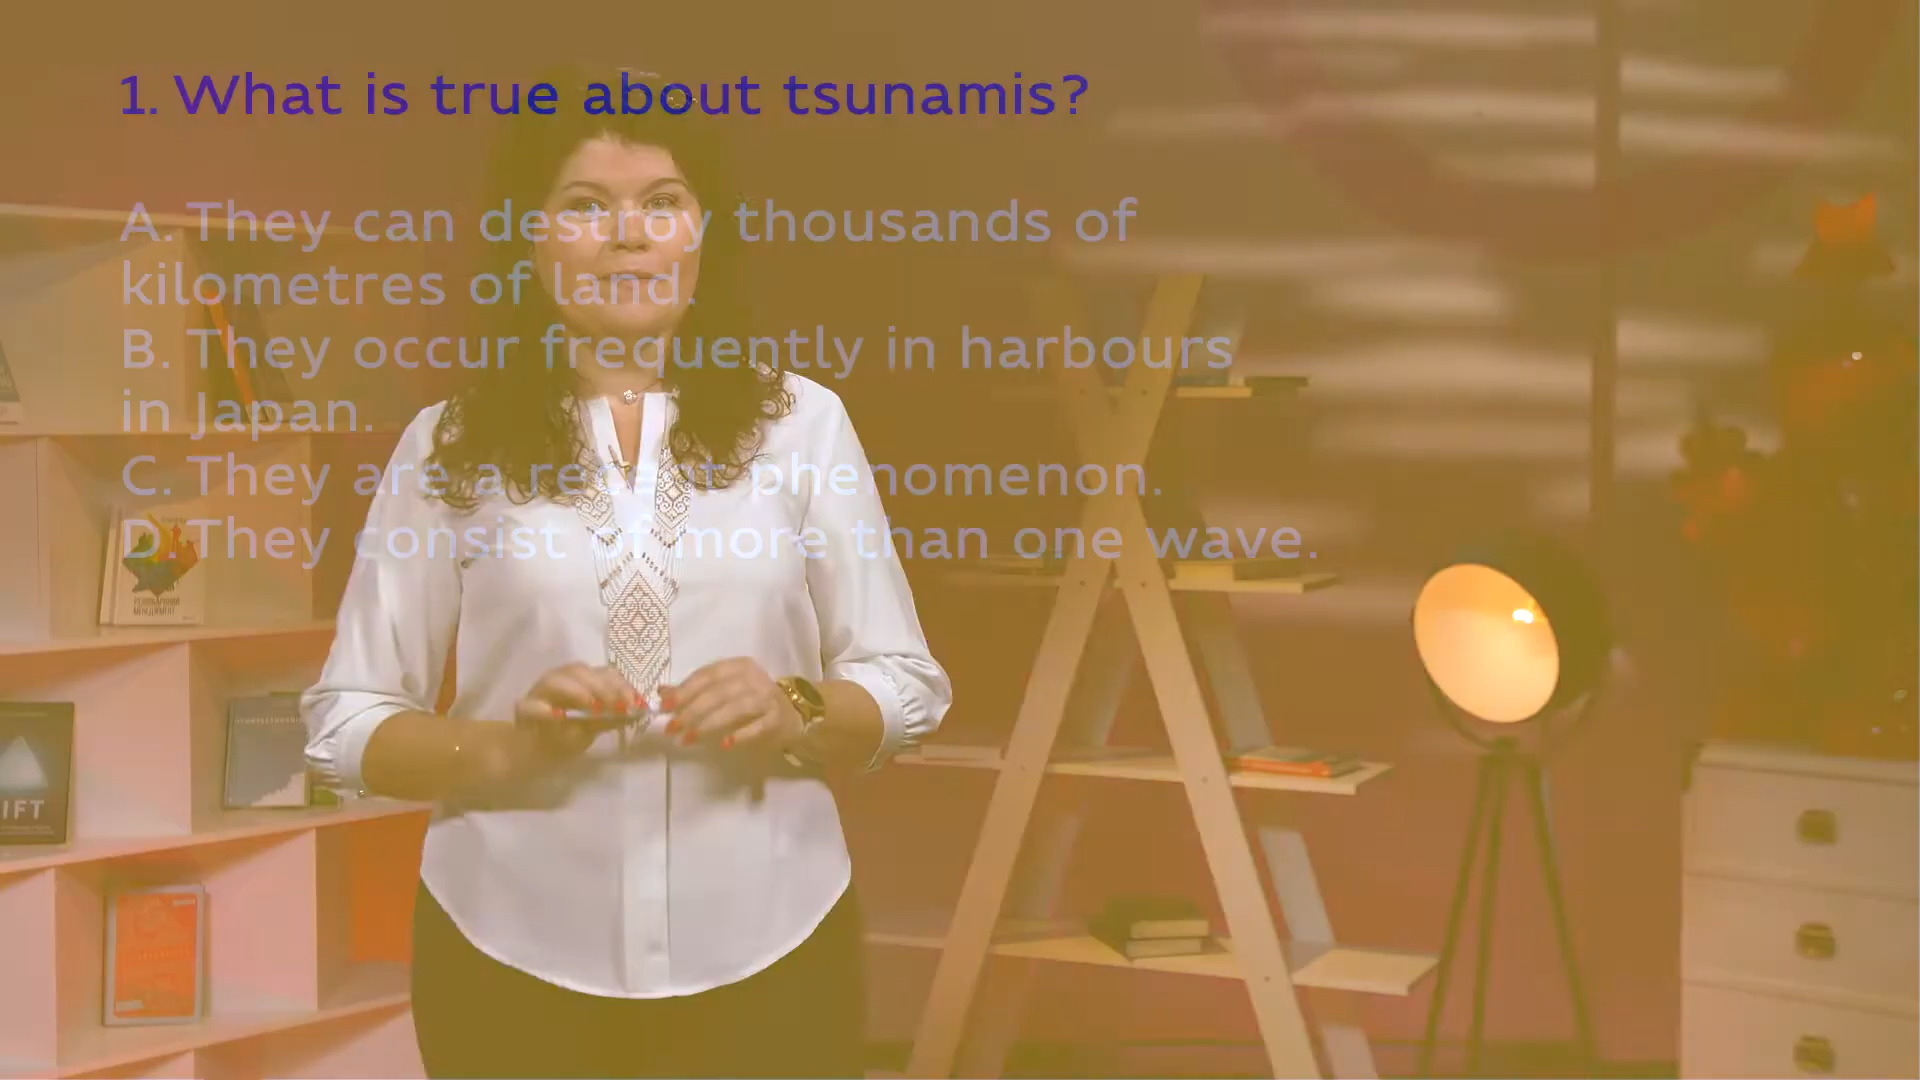 1. What is true about tsunamis?
A. They can destroy thousands of
kilometres of land.
B. They occur frequently in harbours
in Japan.
C. They are a recent phenomenon.
D. They consist of more than one wave.
IFT